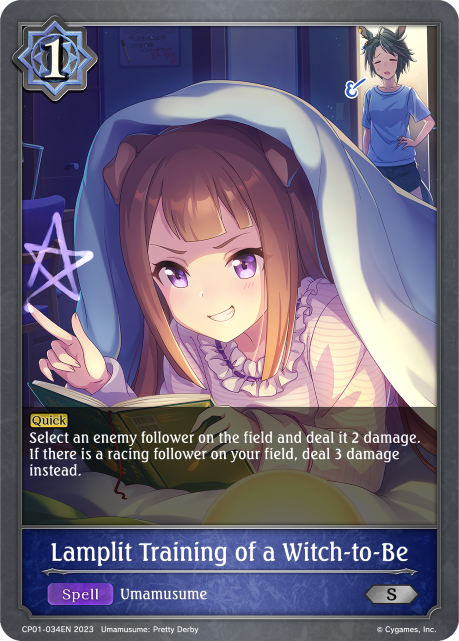 1
Quick
Select an enemy follower on the field and deal it 2 damage.
If there is a racing follower on your field, deal 3 damage
instead.
Lamplit Training of a Witch-to-Be
Spell Umamusume S
CP01-034EN 2023 Umamusume: Pretty Derby © Cygames, Inc.